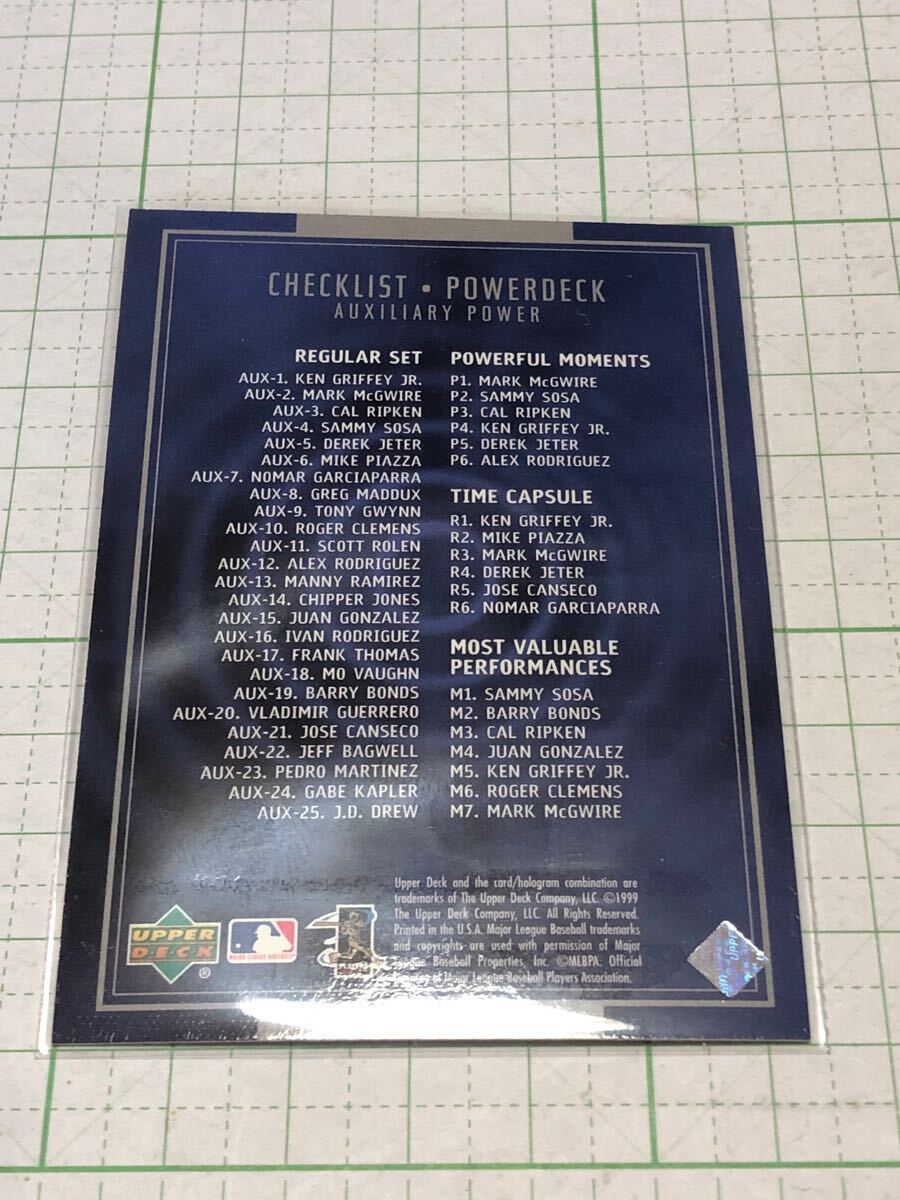 CHECKLIST • POWERDECK
AUXILIARY POWER
REGULAR SET
AUX-1. KEN GRIFFEY JR.
AUX-2. MARK McGWIRE
AUX-3. CAL RIPKEN
AUX-4. SAMMY SOSA
AUX-5. DEREK JETER
AUX-6. MIKE PIAZZA
AUX-7. NOMAR GARCIAPARRA
AUX-8. GREG MADDUX
AUX-9. TONY GWYNN
AUX-10. ROGER CLEMENS
AUX-11. SCOTT ROLEN
AUX-12. ALEX RODRIGUEZ
AUX-13. MANNY RAMIREZ
AUX-14. CHIPPER JONES
AUX-15. JUAN GONZALEZ
AUX-16. IVAN RODRIGUEZ
AUX-17. FRANK THOMAS
AUX-18. MO VAUGHN
AUX-19. BARRY BONDS
AUX-20. VLADIMIR GUERRERO
AUX-21. JOSE CANSECO
AUX-22. JEFF BAGWELL
AUX-23. PEDRO MARTINEZ
AUX-24. GABE KAPLER
AUX-25. J.D. DREW
POWERFUL MOMENTS
P1. MARK McGWIRE
P2. SAMMY SOSA
P3. CAL RIPKEN
P4. KEN GRIFFEY JR.
P5. DEREK JETER
P6. ALEX RODRIGUEZ
TIME CAPSULE
R1. KEN GRIFFEY JR.
R2. MIKE PIAZZA
R3. MARK McGWIRE
R4. DEREK JETER
R5. JOSE CANSECO
R6. NOMAR GARCIAPARRA
MOST VALUABLE
PERFORMANCES
M1. SAMMY SOSA
M2. BARRY BONDS
M3. CAL RIPKEN
M4. JUAN GONZALEZ
M5. KEN GRIFFEY JR.
M6. ROGER CLEMENS
M7. MARK McGWIRE
Upper Deck and the card/hologram combination are
trademarks of The Upper Deck Company, LLC. ©1999
The Upper Deck Company, LLC. All Rights Reserved.
Printed in the U.S.A. Major League Baseball trademarks
and copyrights are used with permission of Major
League Baseball Properties, Inc. ©MLBPA. Official
of Major League Baseball Players Association.
UPPER
DECK
®
MAJOR LEAGUE BASEBALL
PLAYERS
Upper